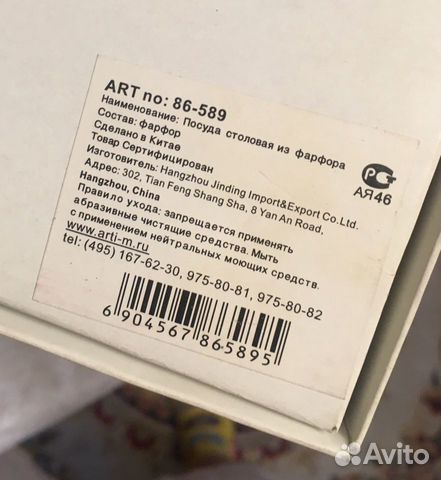 ART no: 86-589
Наименование: Посуда столовая из фарфора
Состав: фарфор
Сделано в Китае
Товар Сертифицирован
Изготовитель: Hangzhou Jinding Import&Export Co.Ltd.
Адрес: 302, Tian Feng Shang Sha, 8 Yan An Road,
Hangzhou, China
Правило ухода: запрещается применять
абразивные чистящие средства. Мыть
с применением нейтральных моющих средств.
www.arti-m.ru
tel: (495) 167-62-30, 975-80-81, 975-80-82
6 904567 865895
РС
АЯ46
Avito